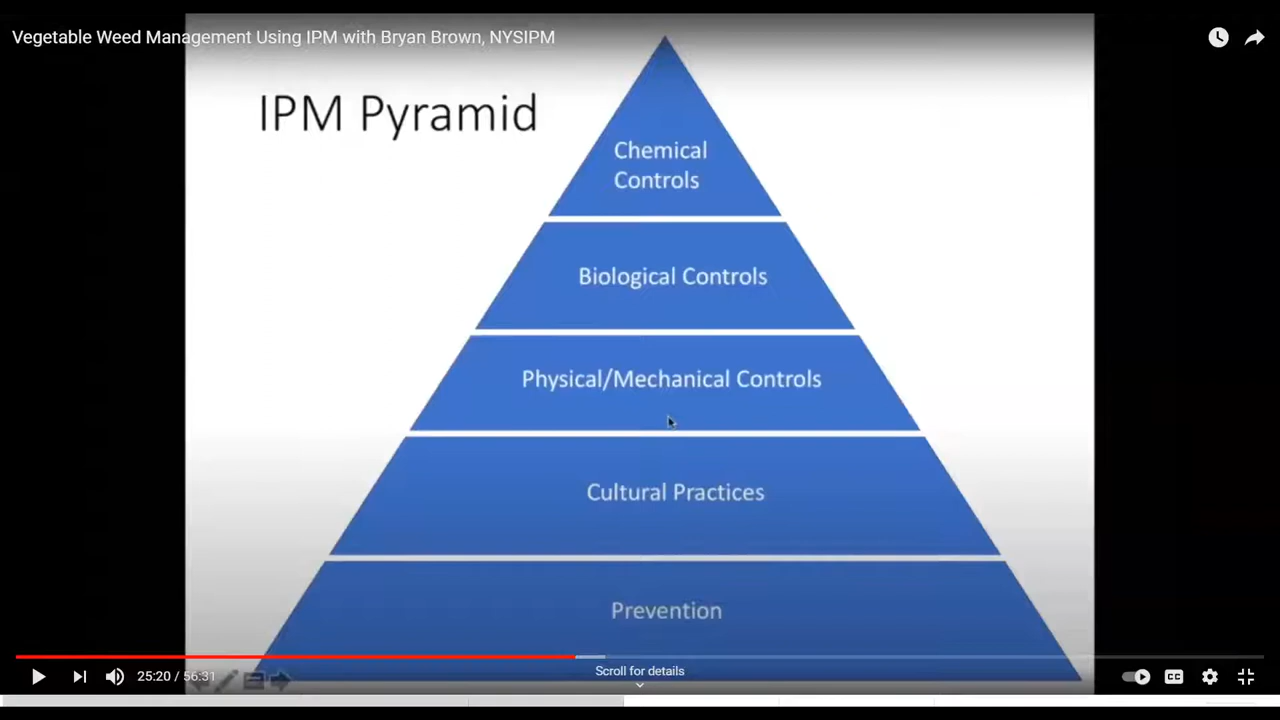 Vegetable Weed Management Using IPM with Bryan Brown, NYSIPM
IPM Pyramid
Chemical
Controls
Biological Controls
Physical/Mechanical Controls
Cultural Practices
Prevention
Scroll for details
25:20 / 56:31
CC